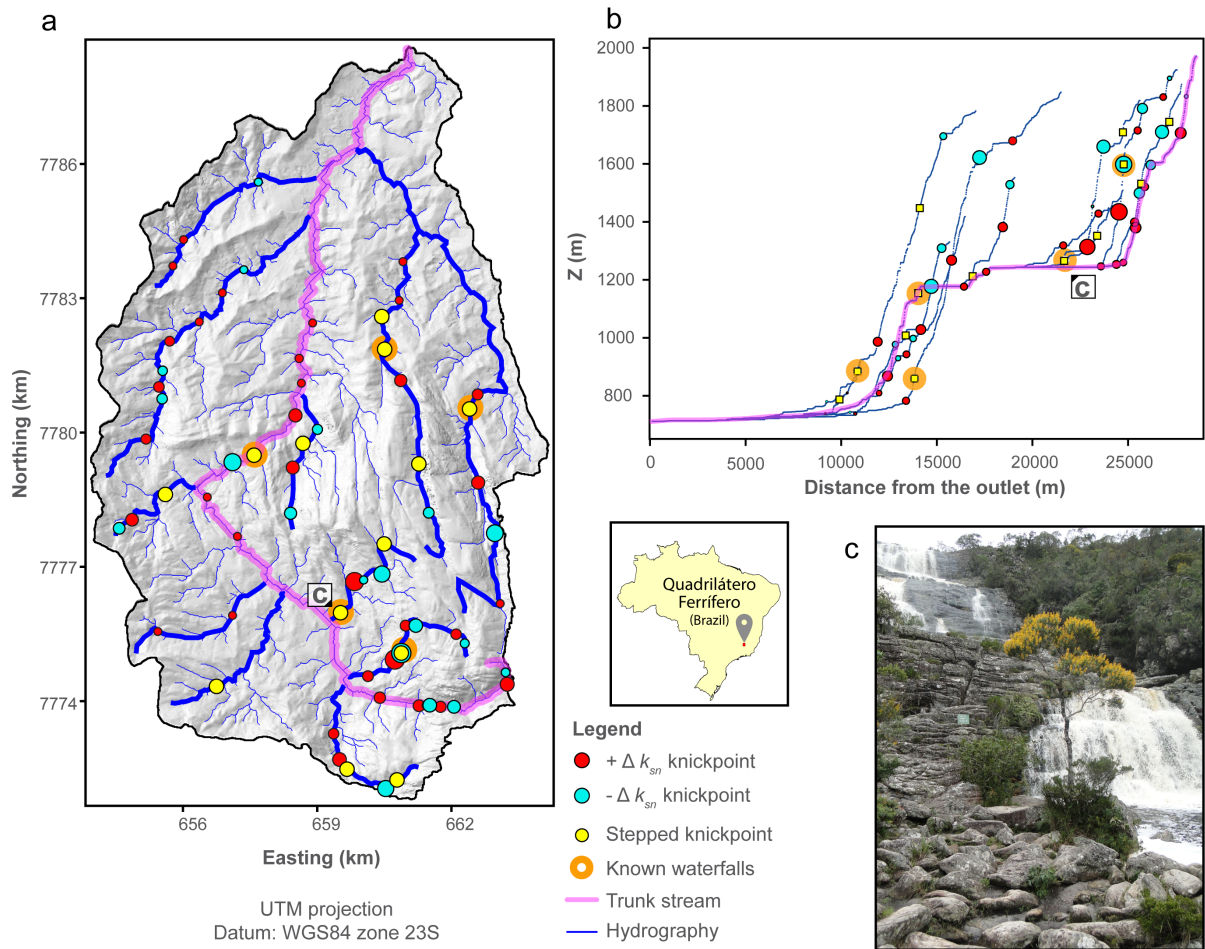 a
7786
7783
7780
7777
7774
Northing (km)
656
659
662
Easting (km)
UTM projection
Datum: WGS84 zone 23S
C
b
2000
1800
1600
1400
1200
1000
800
Z (m)
0
5000
10000
15000
20000
25000
Distance from the outlet (m)
C
Quadrilátero
Ferrífero
(Brazil)
Legend
+ Δ ksn knickpoint
- Δ ksn knickpoint
Stepped knickpoint
Known waterfalls
Trunk stream
Hydrography
c